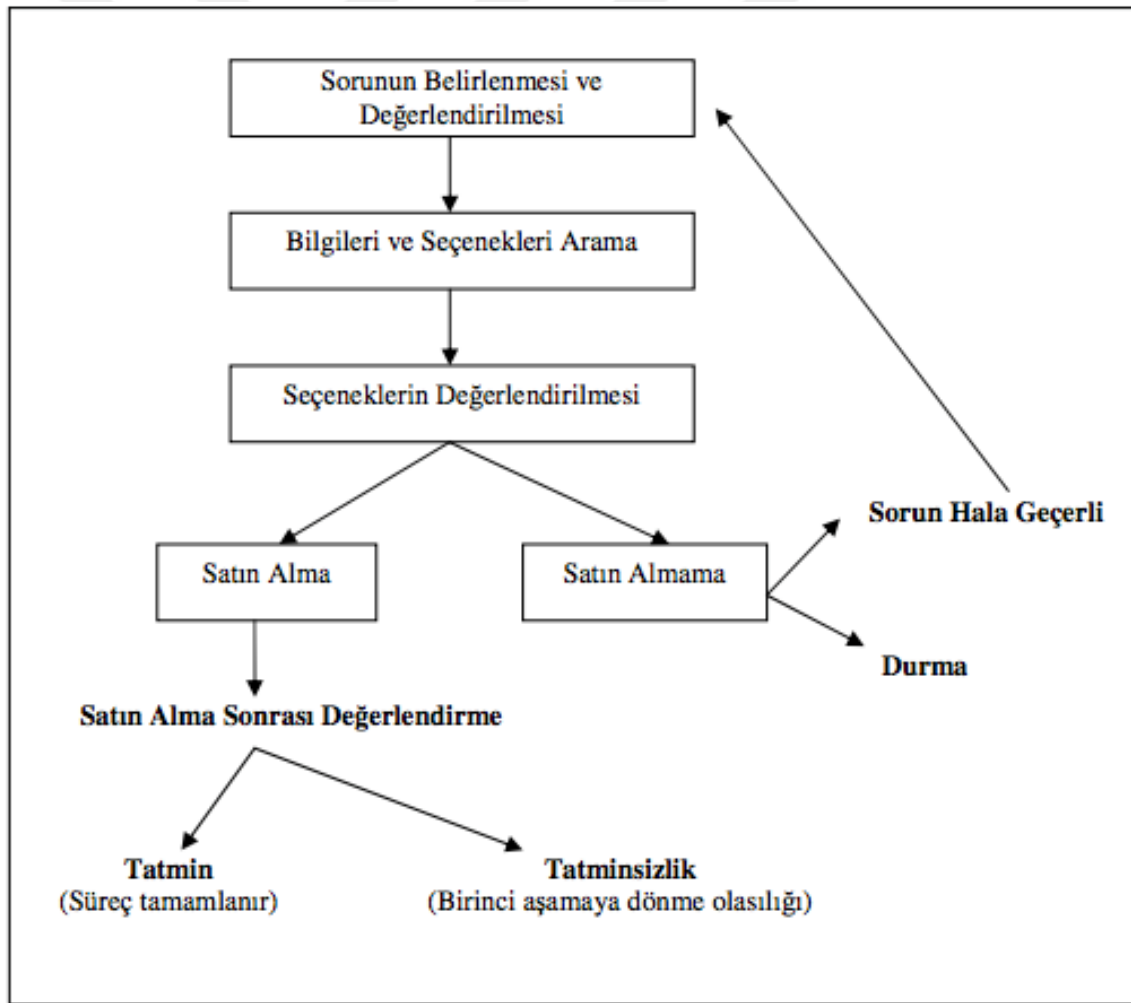 Sorunun Belirlenmesi ve
Değerlendirilmesi
Bilgileri ve Seçenekleri Arama
Seçeneklerin Değerlendirilmesi
Satın Alma
Satın Almama
Sorun Hala Geçerli
Durma
Satın Alma Sonrası Değerlendirme
Tatmin
(Süreç tamamlanır)
Tatminsizlik
(Birinci aşamaya dönme olasılığı)